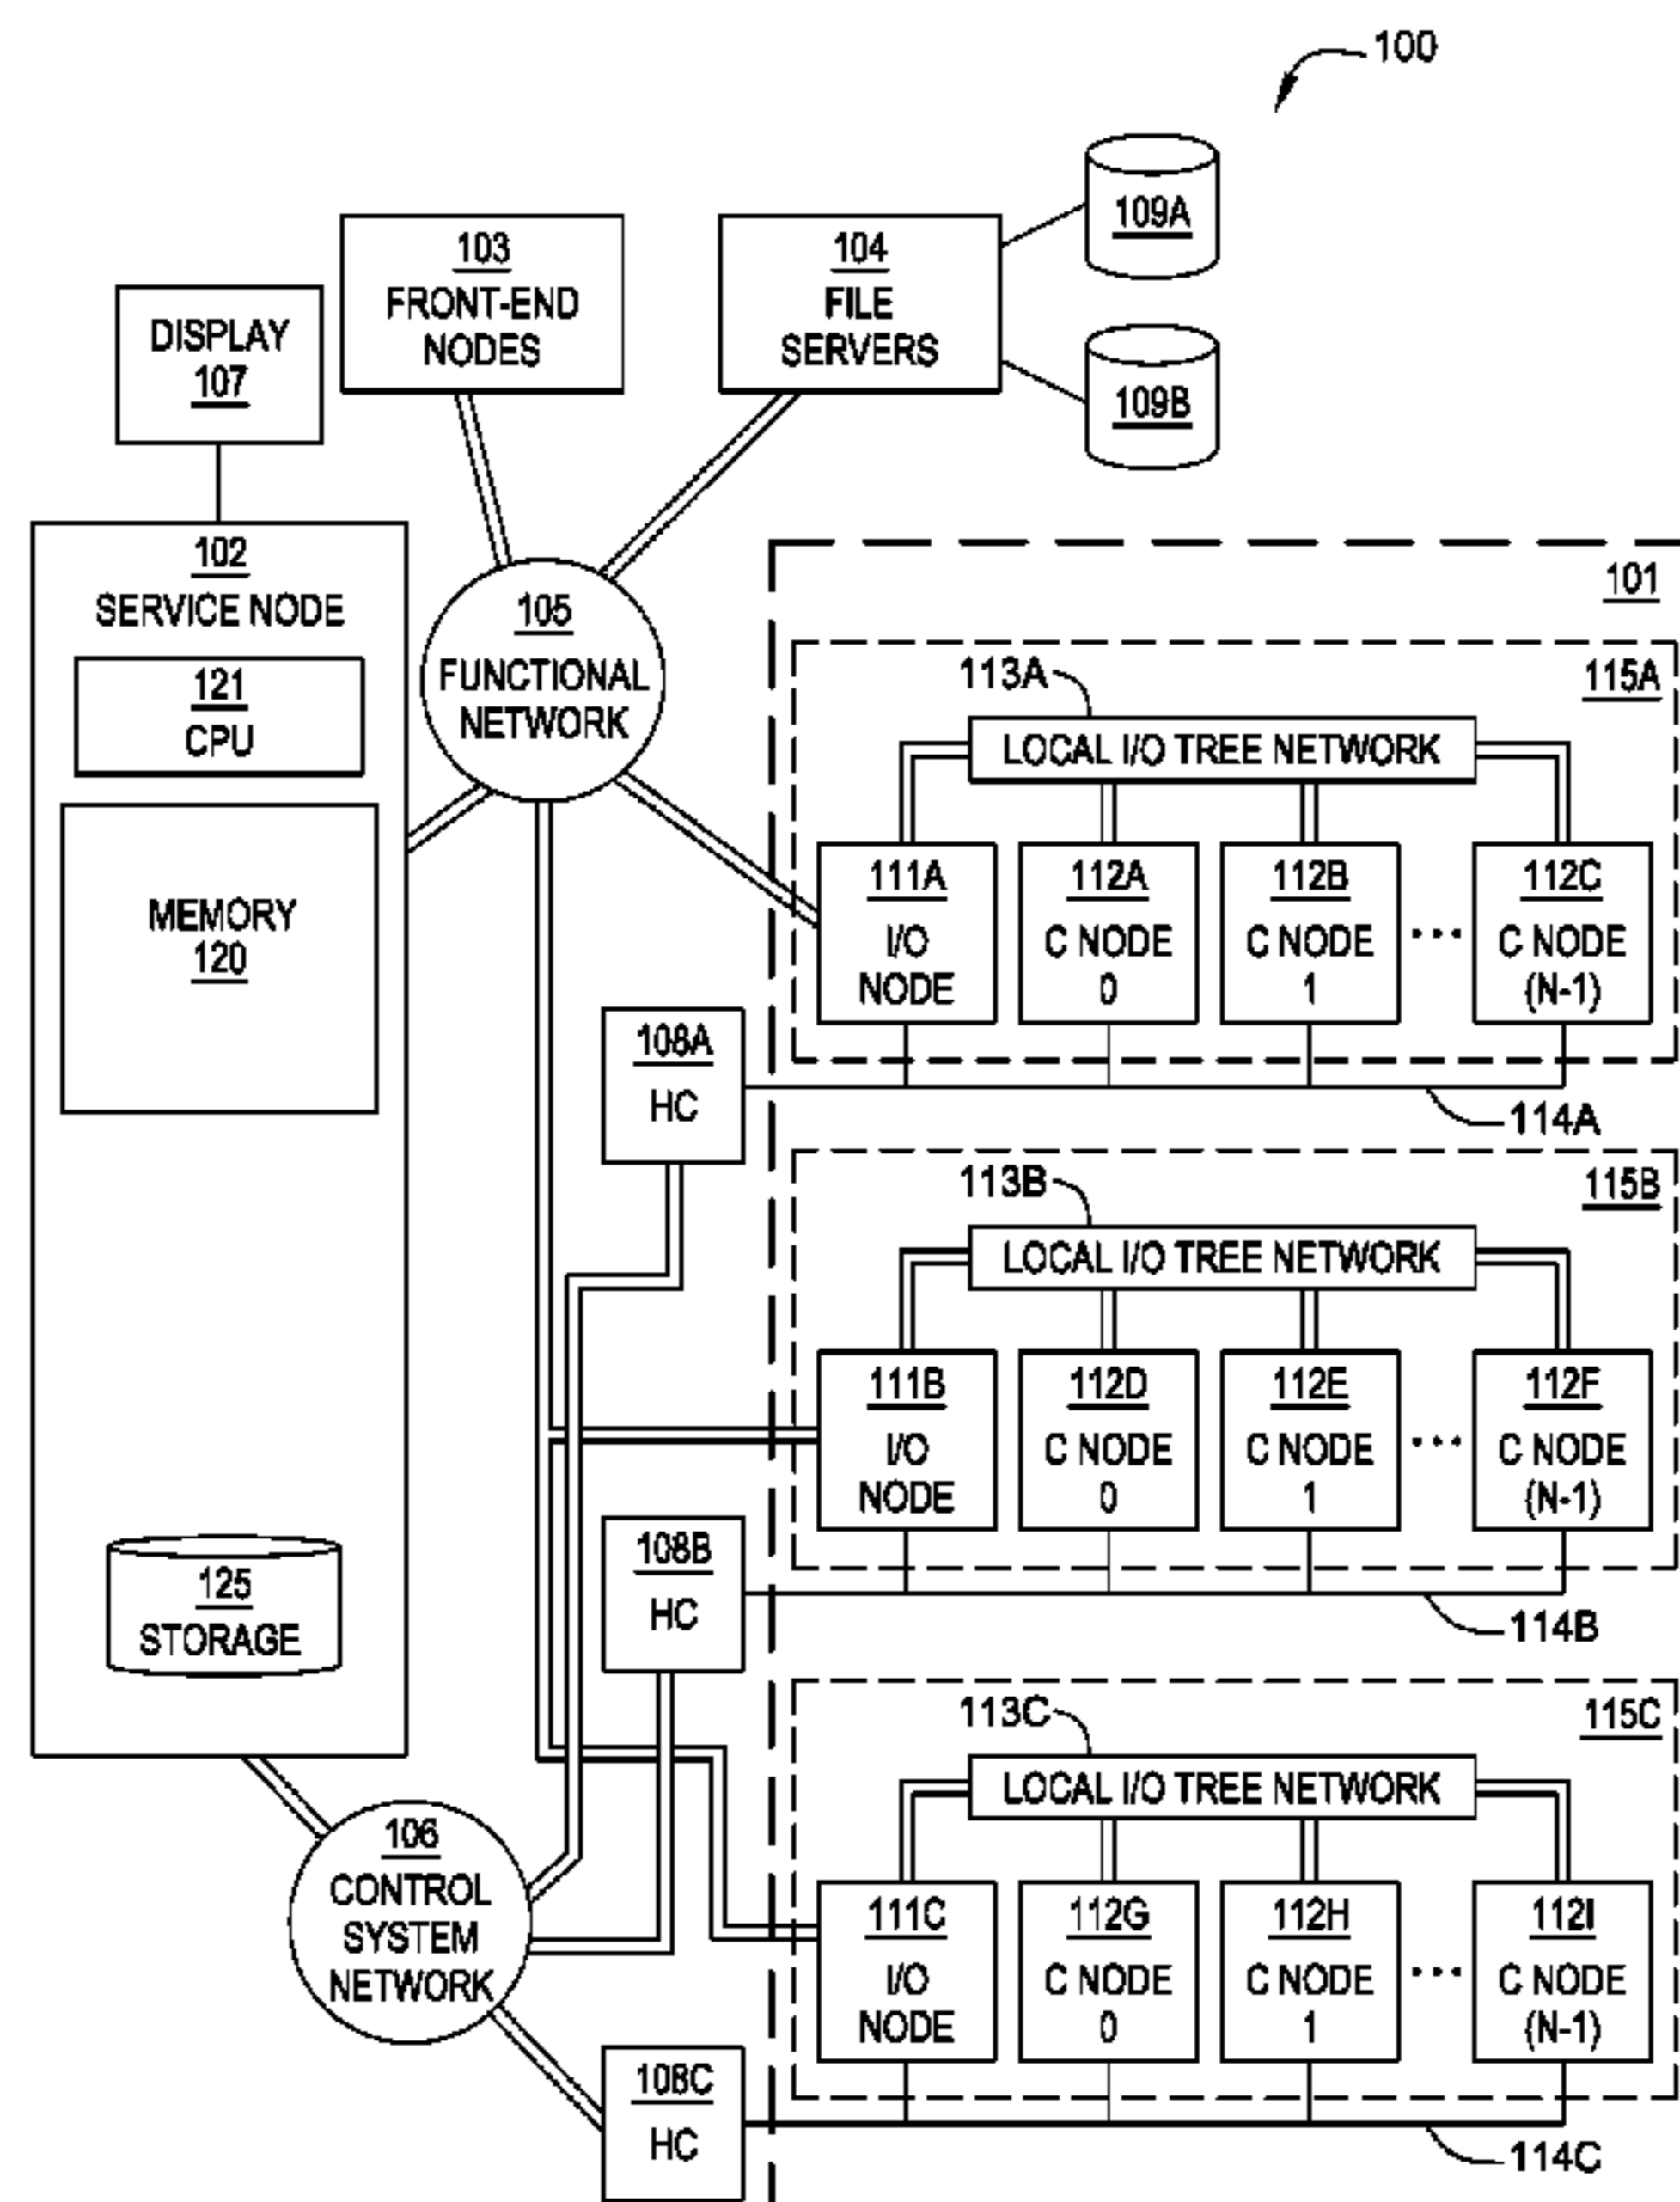 100
109A
109B
103
FRONT-END
NODES
104
FILE
SERVERS
DISPLAY
107
102
SERVICE NODE
121
CPU
MEMORY
120
125
STORAGE
105
FUNCTIONAL
NETWORK
106
CONTROL
SYSTEM
NETWORK
108A
HC
108B
HC
108C
HC
101
115A
113A
LOCAL I/O TREE NETWORK
111A
I/O
NODE
112A
C NODE
0
112B
C NODE
1
...
112C
C NODE
(N-1)
114A
115B
113B
LOCAL I/O TREE NETWORK
111B
I/O
NODE
112D
C NODE
0
112E
C NODE
1
...
112F
C NODE
(N-1)
114B
115C
113C
LOCAL I/O TREE NETWORK
111C
I/O
NODE
112G
C NODE
0
112H
C NODE
1
...
112I
C NODE
(N-1)
114C